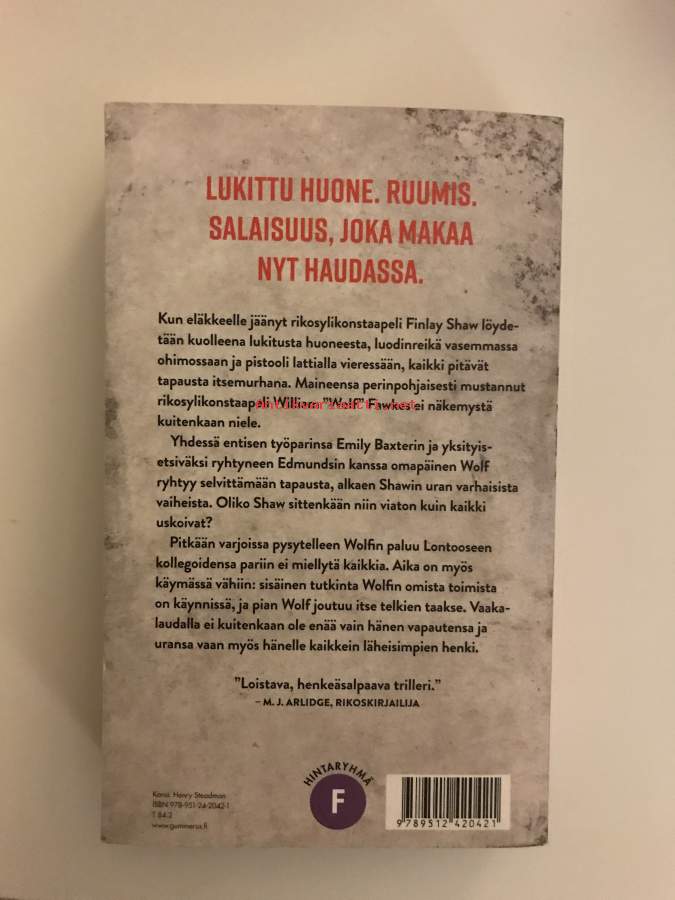 LUKITTU HUONE. RUUMIS.
SALAISUUS, JOKA MAKAA
NYT HAUDASSA.
Kun eläkkeelle jäänyt rikosylikonstaapeli Finlay Shaw löyde-
tään kuolleena lukitusta huoneesta, luodinreikä vasemmassa
ohimossaan ja pistooli lattialla vieressään, kaikki pitävät
tapausta itsemurhana. Maineensa perinpohjaisesti mustannut
rikosylikonstaapeli William "Wolf" Fawkes ei näkemystä
antikvariaatti.net
kuitenkaan niele.
Yhdessä entisen työparinsa Emily Baxterin ja yksityis-
etsiväksi ryhtyneen Edmundsin kanssa omapäinen Wolf
ryhtyy selvittämään tapausta, alkaen Shawin uran varhaisista
vaiheista. Oliko Shaw sittenkään niin viaton kuin kaikki
uskoivat?
Pitkään varjoissa pysytelleen Wolfin paluu Lontooseen
kollegoidensa pariin ei miellytä kaikkia. Aika on myös
käymässä vähiin: sisäinen tutkinta Wolfin omista toimista
on käynnissä, ja pian Wolf joutuu itse telkien taakse. Vaaka-
laudalla ei kuitenkaan ole enää vain hänen vapautensa ja
uransa vaan myös hänelle kaikkein läheisimpien henki.
"Loistava, henkeäsalpaava trilleri."
– M. J. ARLIDGE, RIKOSKIRJAILIJA
HINTARYHMÄ
F
Kansi: Henry Steadman
ISBN 978-951-24-2042-1
T 84.2
www.gummerus.fi
9 789512 420421